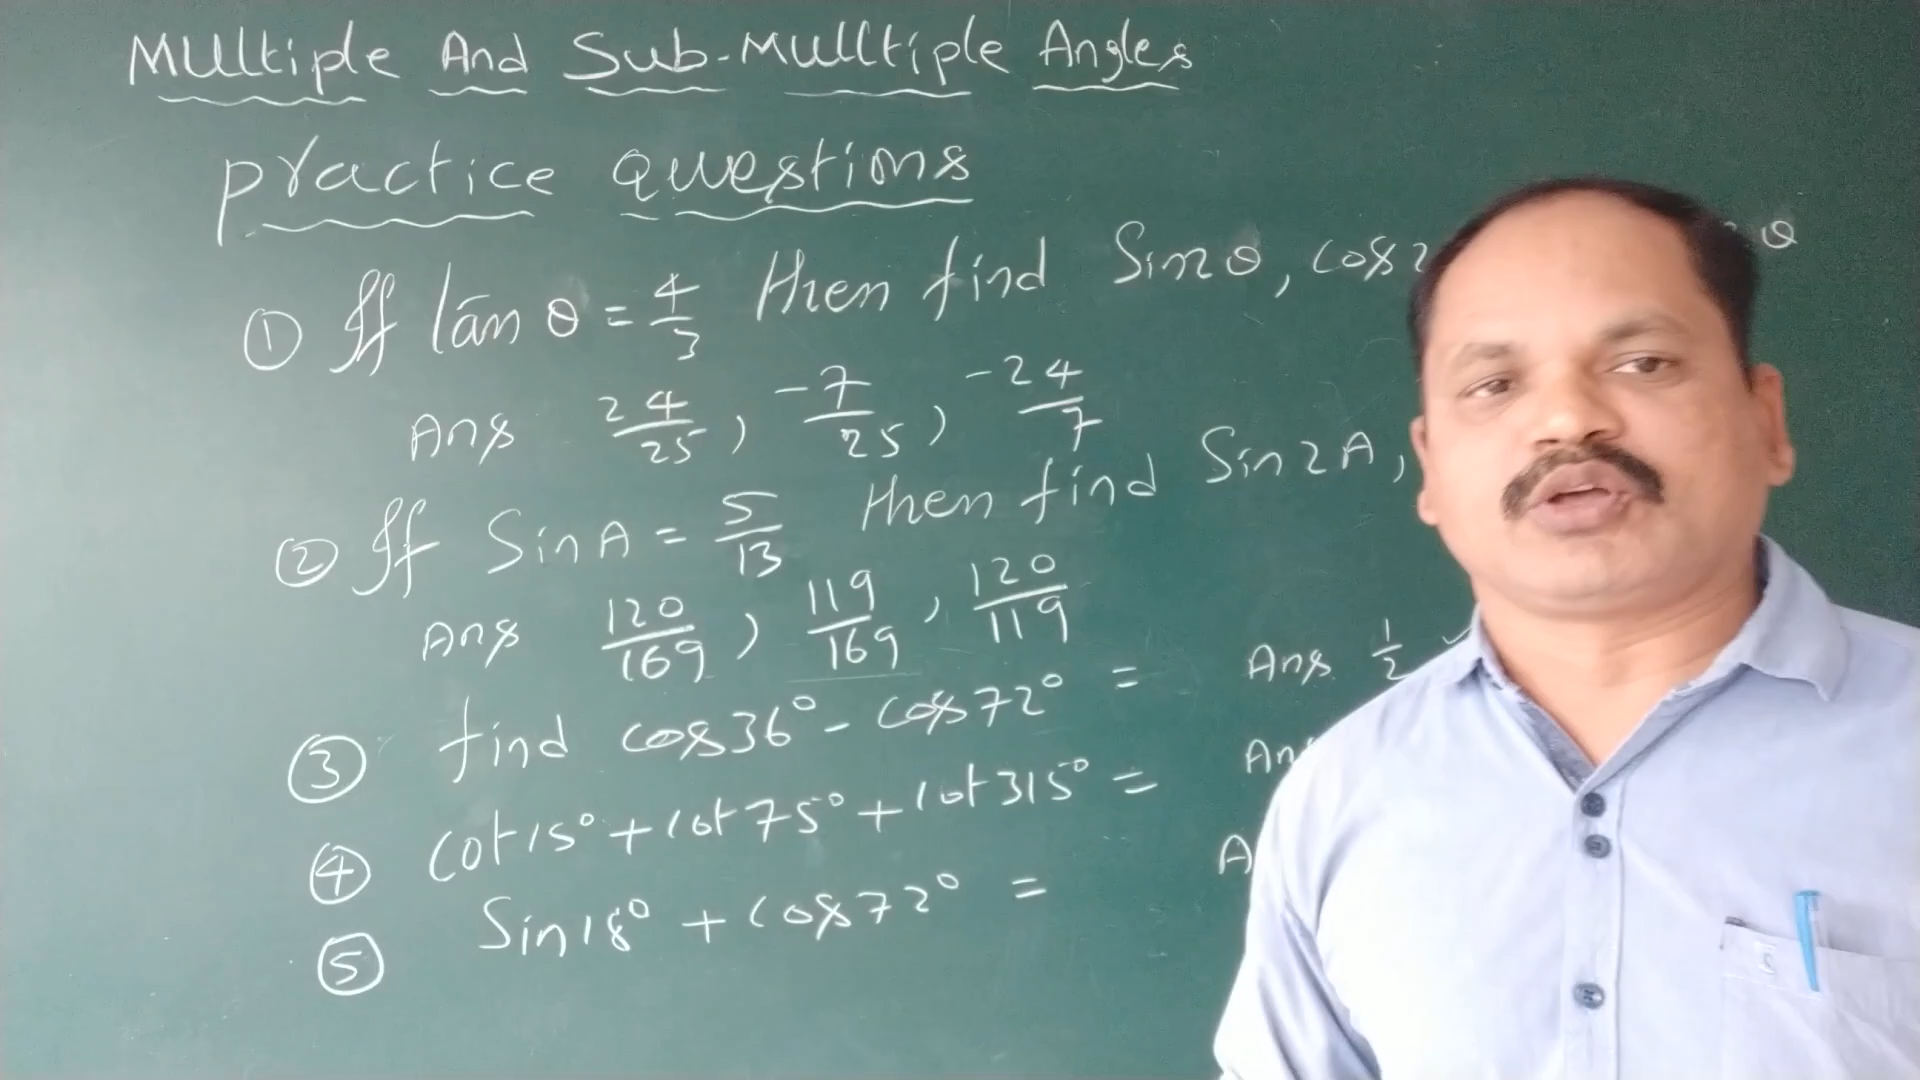 Multiple And Sub-Mulltiple Angles
Practice Questions
① If tan θ = 4/3 then find Sin2θ, cos2 θ
Ans 24/25, -7/25, -24/7
② If Sin A = 5/13 then find Sin2A,
Ans 120/169, 119/169, 120/119
③ find cos36° - cos72° = Ans 1/2
④ cot15° + cot75° + cot315° = An
⑤ Sin18° + cos72° = A